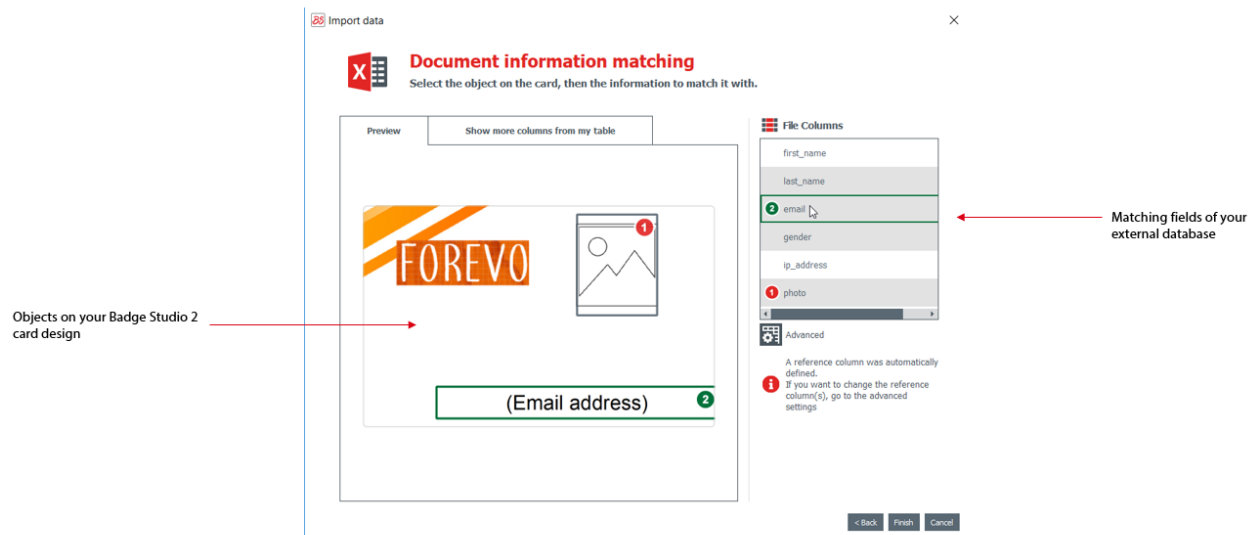 BS Import data
Document information matching
Select the object on the card, then the information to match it with.
Preview
Show more columns from my table
File Columns
first_name
last_name
2 email
gender
ip_address
1 photo
FOREVO
1
(Email address) 2
Objects on your Badge Studio 2
card design
Matching fields of your
external database
Advanced
A reference column was automatically
defined.
If you want to change the reference
column(s), go to the advanced
settings
< Back
Finish
Cancel